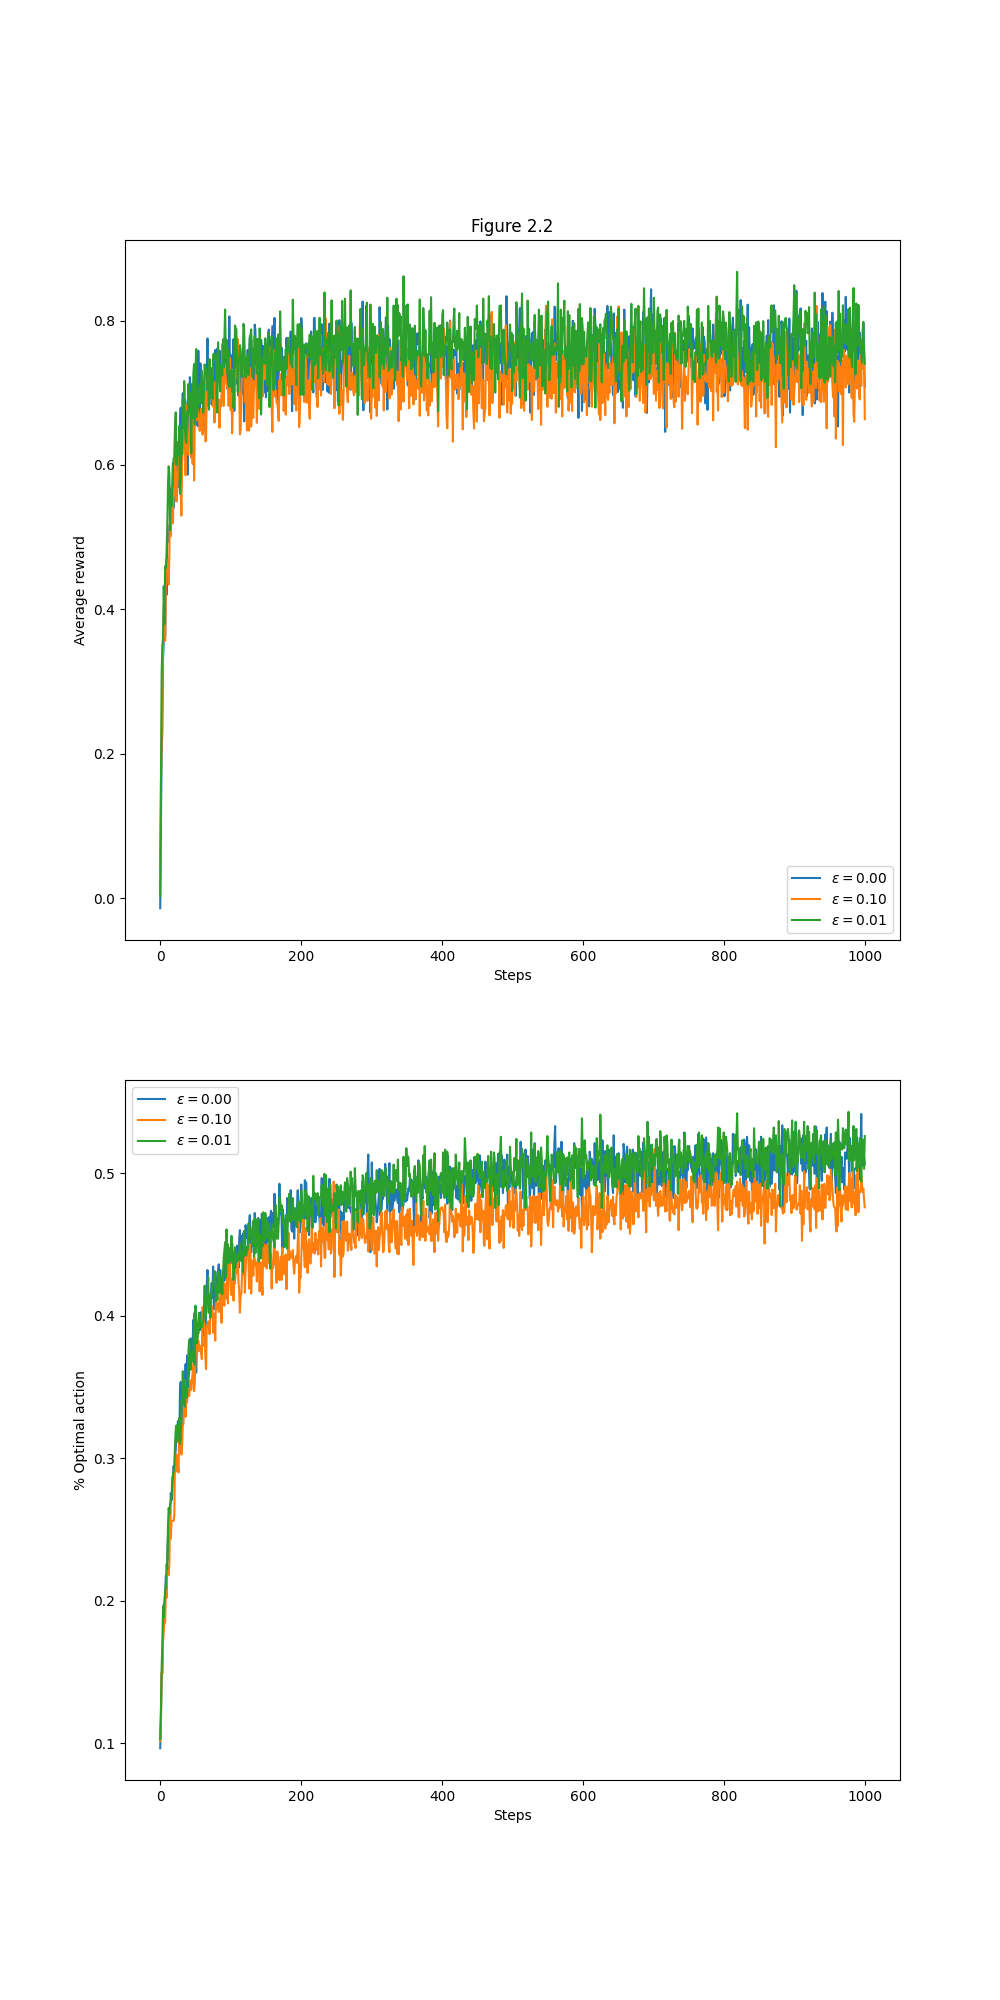 Figure 2.2
Average reward
0.8
0.6
0.4
0.2
0.0
ε = 0.00
ε = 0.10
ε = 0.01
0 200 400 600 800 1000
Steps
ε = 0.00
ε = 0.10
ε = 0.01
% Optimal action
0.5
0.4
0.3
0.2
0.1
0 200 400 600 800 1000
Steps